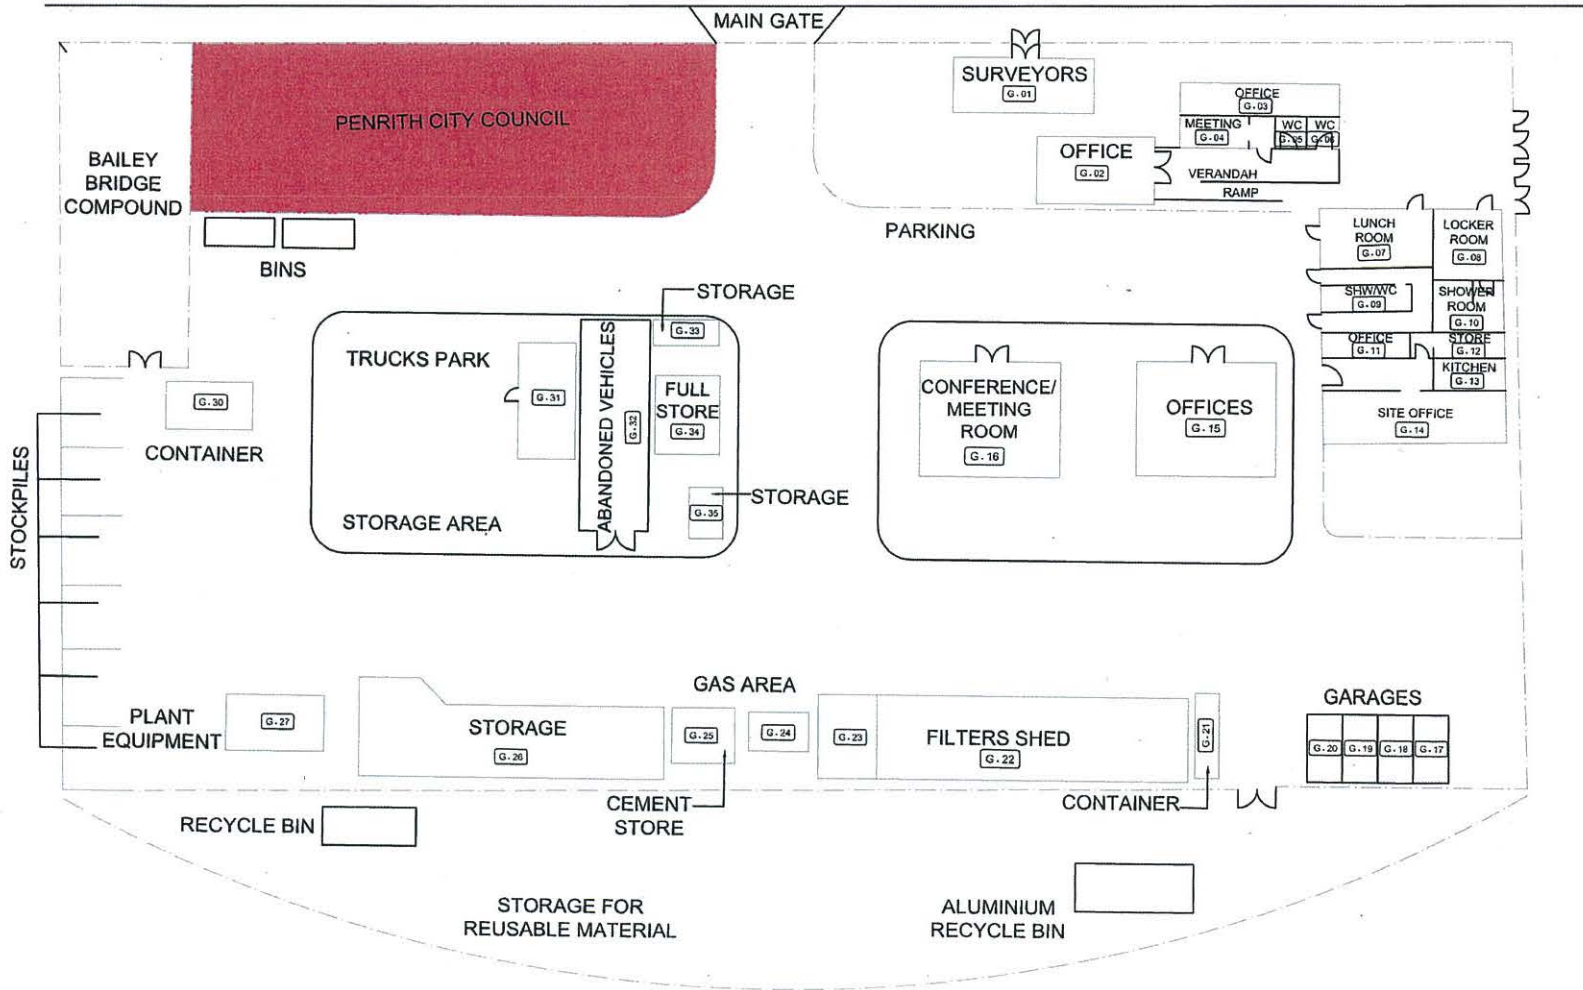 MAIN GATE
PENRITH CITY COUNCIL
BAILEY
BRIDGE
COMPOUND
BINS
SURVEYORS
G-01
OFFICE
G-02
OFFICE
G-03
MEETING
G-04
WC
G-05
WC
G-06
VERANDAH
RAMP
PARKING
LUNCH
ROOM
G-07
LOCKER
ROOM
G-08
SHW/WC
G-09
SHOWER
ROOM
G-10
OFFICE
G-11
STORE
G-12
KITCHEN
G-13
SITE OFFICE
G-14
STORAGE
G-33
TRUCKS PARK
G-31
ABANDONED VEHICLES
G-32
FULL
STORE
G-34
STORAGE
G-35
STORAGE AREA
CONFERENCE/
MEETING
ROOM
G-16
OFFICES
G-15
G-30
CONTAINER
STOCKPILES
PLANT
EQUIPMENT
G-27
STORAGE
G-26
GAS AREA
G-25
G-24
G-23
FILTERS SHED
G-22
G-21
GARAGES
G-20
G-19
G-18
G-17
CEMENT
STORE
CONTAINER
RECYCLE BIN
STORAGE FOR
REUSABLE MATERIAL
ALUMINIUM
RECYCLE BIN